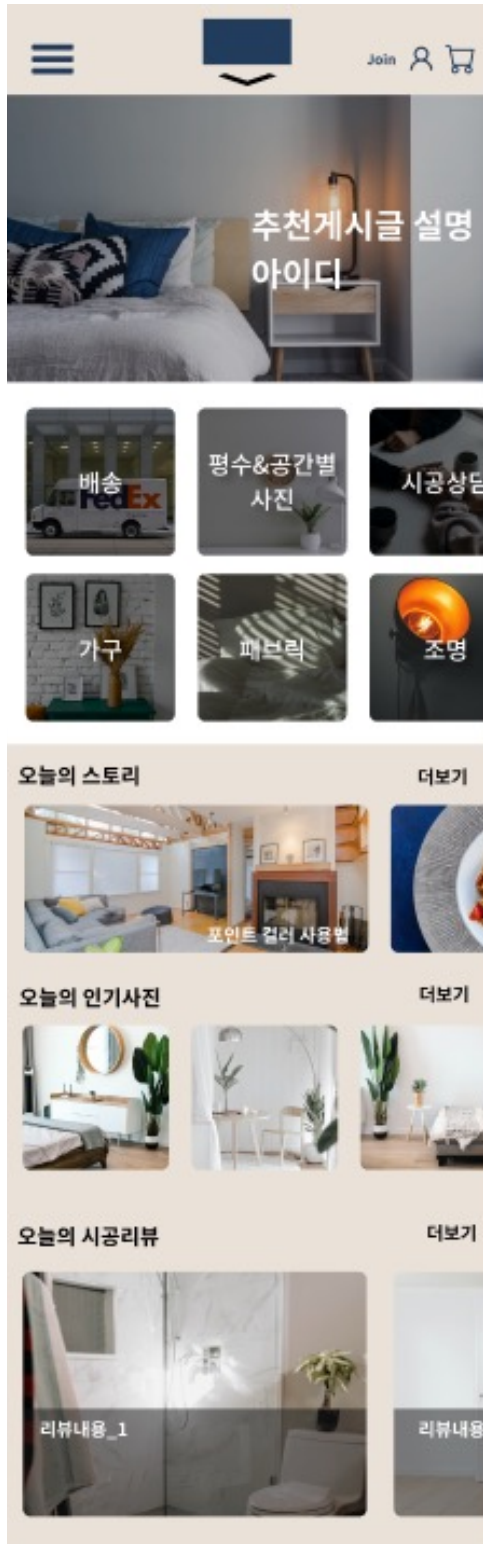 Join
추천게시글 설명
아이디
배송
FedEx
평수&공간별
사진
시공상담
가구
패브릭
조명
오늘의 스토리
더보기
포인트 컬러 사용법
오늘의 인기사진
더보기
오늘의 시공리뷰
더보기
리뷰내용_1
리뷰내용